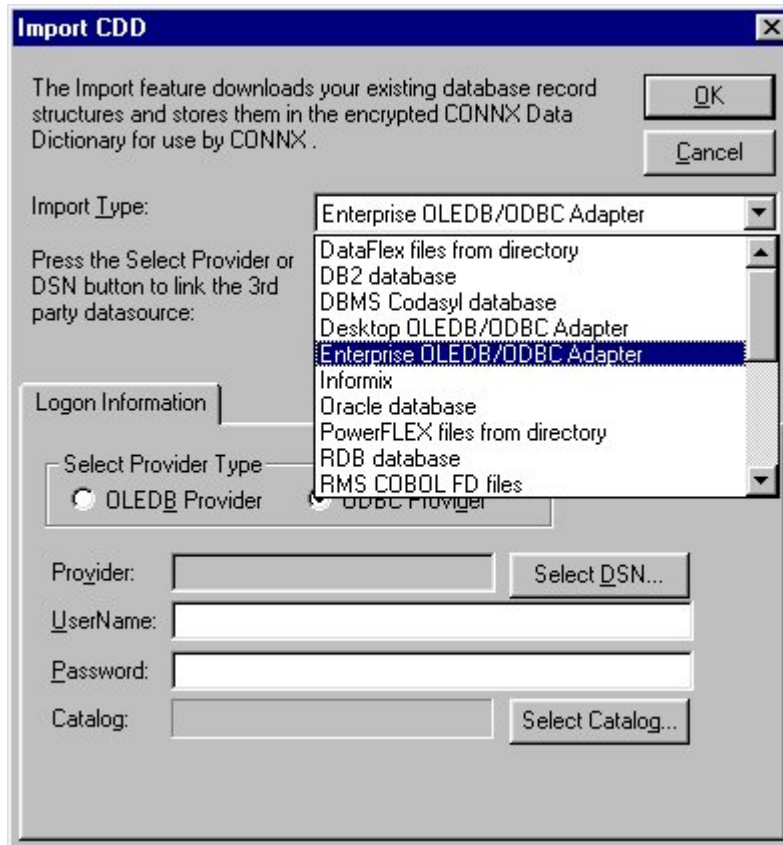 Import CDD
The Import feature downloads your existing database record
structures and stores them in the encrypted CONNX Data
Dictionary for use by CONNX .
OK
Cancel
Import Type:
Enterprise OLEDB/ODBC Adapter
Press the Select Provider or
DSN button to link the 3rd
party datasource:
DataFlex files from directory
DB2 database
DBMS Codasyl database
Desktop OLEDB/ODBC Adapter
Enterprise OLEDB/ODBC Adapter
Informix
Oracle database
PowerFLEX files from directory
RDB database
RMS COBOL FD files
Logon Information
Select Provider Type
OLEDB Provider
ODBC Provider
Provider:
Select DSN...
UserName:
Password:
Catalog:
Select Catalog...